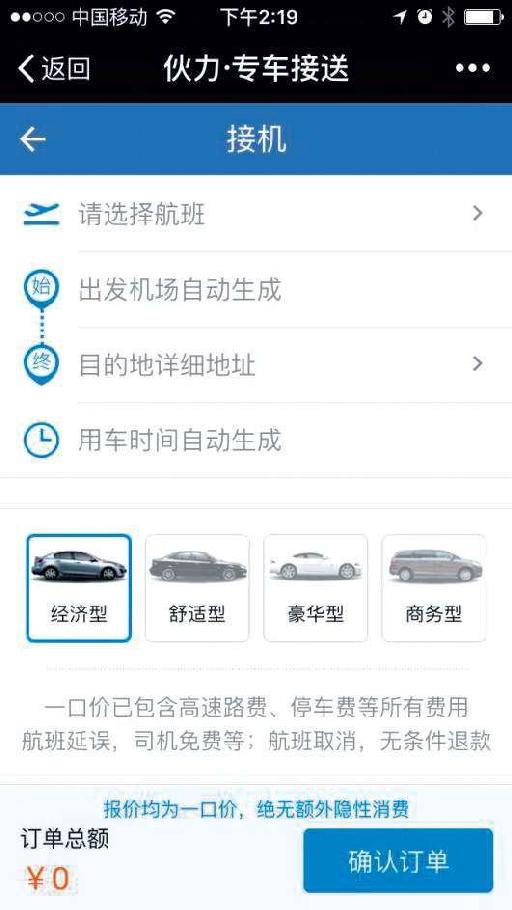 中国移动 下午2:19
返回 伙力·专车接送
接机
请选择航班
始 出发机场自动生成
终 目的地详细地址
用车时间自动生成
经济型 舒适型 豪华型 商务型
一口价已包含高速路费、停车费等所有费用
航班延误，司机免费等；航班取消，无条件退款
报价均为一口价，绝无额外隐性消费
订单总额
￥0
确认订单